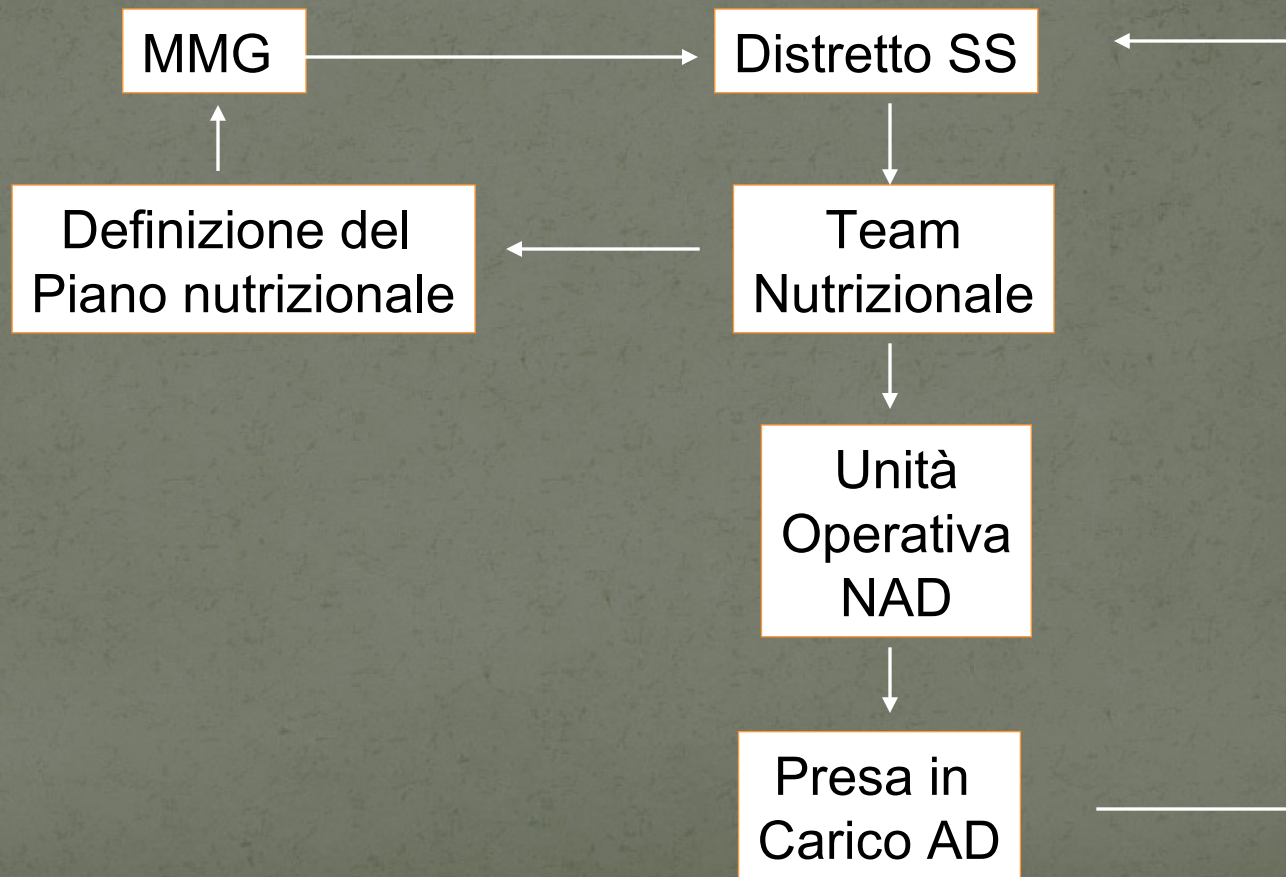 MMG
Distretto SS
Definizione del
Piano nutrizionale
Team
Nutrizionale
Unità
Operativa
NAD
Presa in
Carico AD